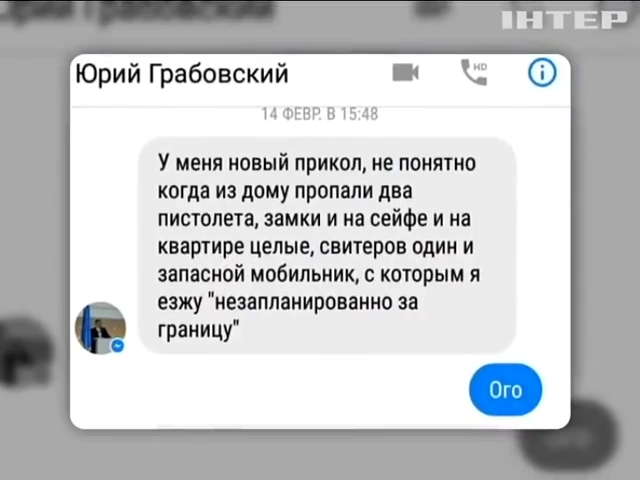 ІНТЕР
Юрий Грабовский
HD
14 ФЕВР. В 15:48
У меня новый прикол, не понятно
когда из дому пропали два
пистолета, замки и на сейфе и на
квартире целые, свитеров один и
запасной мобильник, с которым я
езжу "незапланированно за
границу"
Ого